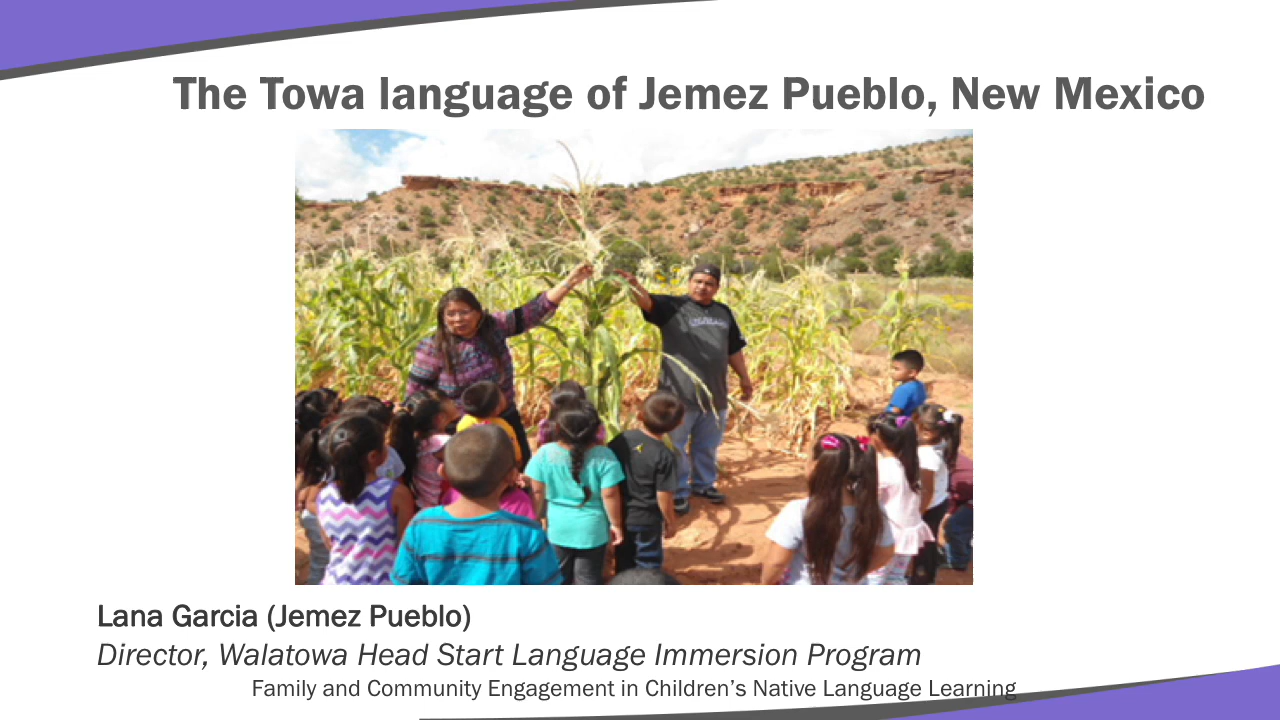 The Towa language of Jemez Pueblo, New Mexico
Lana Garcia (Jemez Pueblo)
Director, Walatowa Head Start Language Immersion Program
Family and Community Engagement in Children’s Native Language Learning